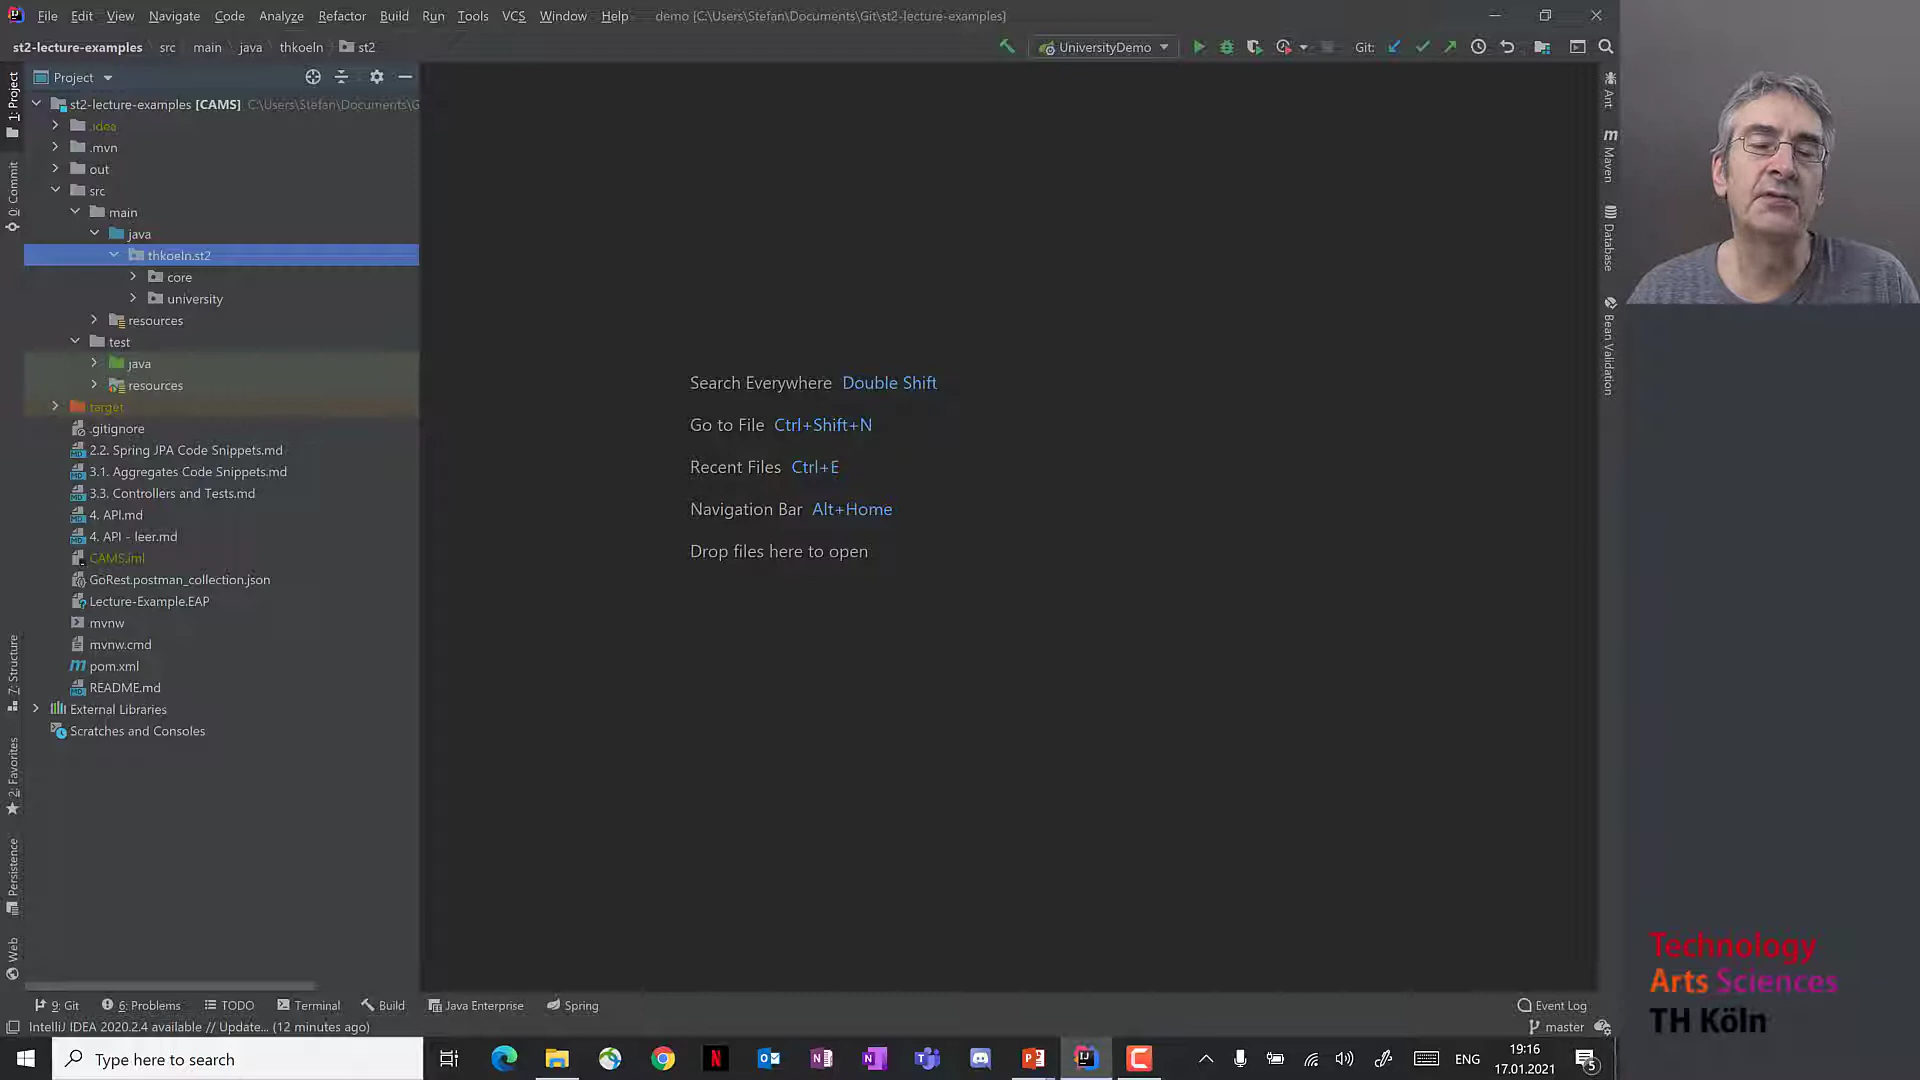 File Edit View Navigate Code Analyze Refactor Build Run Tools VCS Window Help demo [C:\Users\Stefan\Documents\Git\st2-lecture-examples]
st2-lecture-examples src main java thkoeln st2 UniversityDemo Git:
Project
st2-lecture-examples [CAMS] C:\Users\Stefan\Documents\G
.idea
.mvn
out
src
main
java
thkoeln.st2
core
university
resources
test
java
resources
target
.gitignore
2.2. Spring JPA Code Snippets.md
3.1. Aggregates Code Snippets.md
3.3. Controllers and Tests.md
4. API.md
4. API - leer.md
CAMS.iml
GoRest.postman_collection.json
Lecture-Example.EAP
mvnw
mvnw.cmd
pom.xml
README.md
External Libraries
Scratches and Consoles
1: Project
0: Commit
7: Structure
2: Favorites
Persistence
Web
Search Everywhere Double Shift
Go to File Ctrl+Shift+N
Recent Files Ctrl+E
Navigation Bar Alt+Home
Drop files here to open
Ant
Maven
Database
Bean Validation
9: Git 6: Problems TODO Terminal Build Java Enterprise Spring Event Log
IntelliJ IDEA 2020.2.4 available // Update... (12 minutes ago) master
Technology
Arts Sciences
TH Köln
Type here to search ENG 19:16
17.01.2021
5